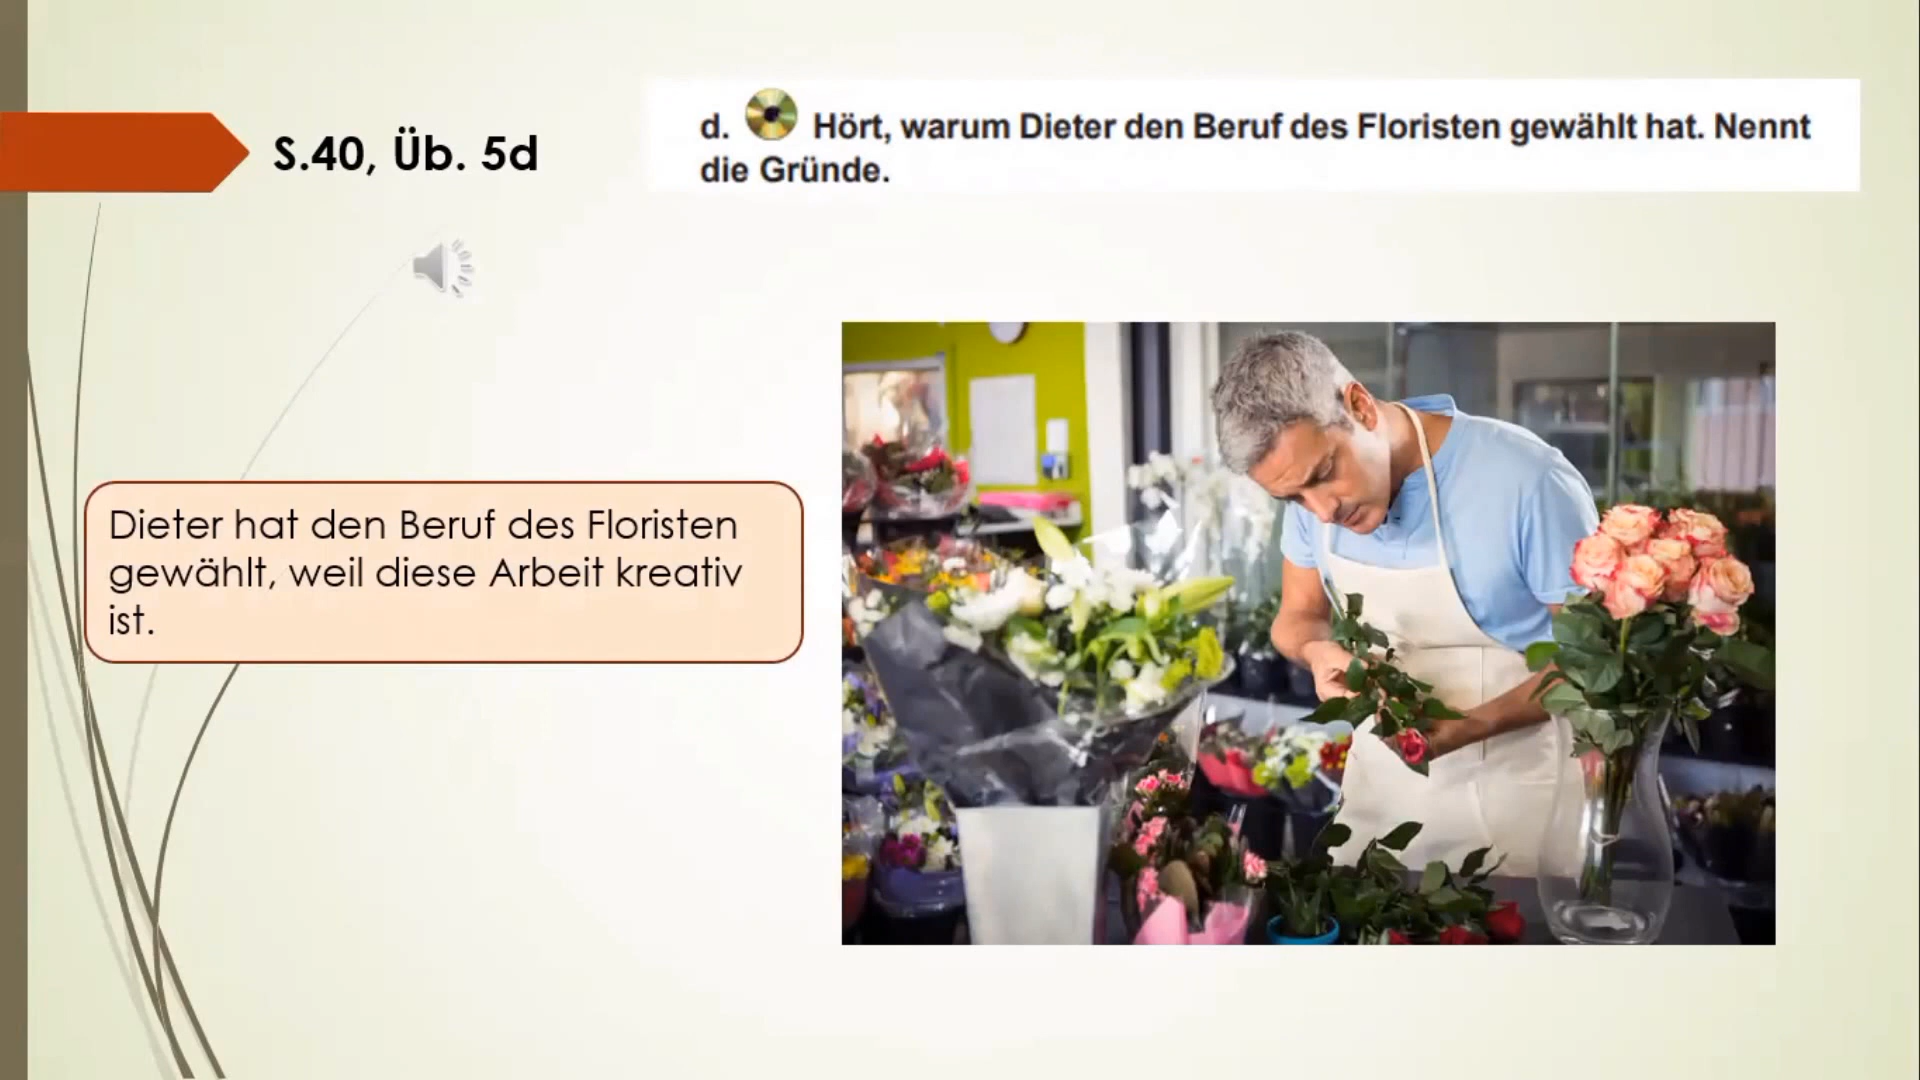 S.40, Üb. 5d
d. Hört, warum Dieter den Beruf des Floristen gewählt hat. Nennt
die Gründe.
Dieter hat den Beruf des Floristen
gewählt, weil diese Arbeit kreativ
ist.